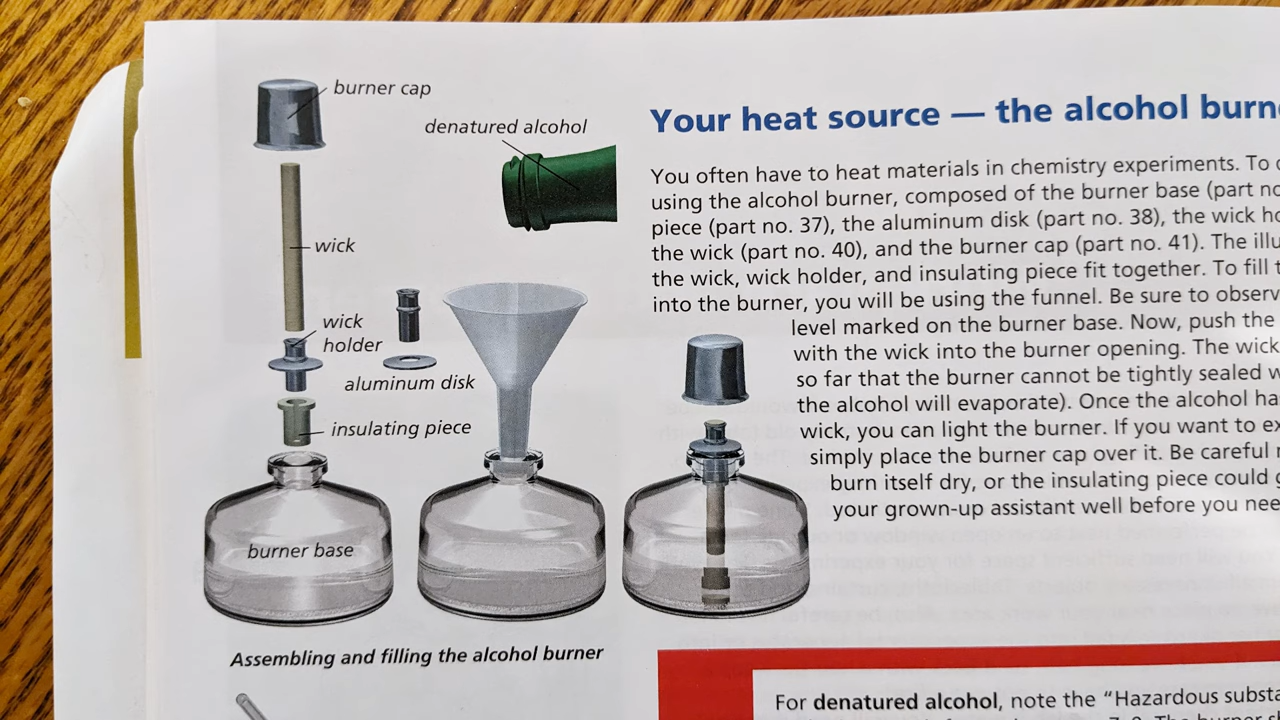 burner cap
denatured alcohol
wick
wick
holder
aluminum disk
insulating piece
burner base
Assembling and filling the alcohol burner
Your heat source — the alcohol burn
You often have to heat materials in chemistry experiments. To
using the alcohol burner, composed of the burner base (part no
piece (part no. 37), the aluminum disk (part no. 38), the wick
the wick (part no. 40), and the burner cap (part no. 41). The
the wick, wick holder, and insulating piece fit together. To fill
into the burner, you will be using the funnel. Be sure to
level marked on the burner base. Now, push the
with the wick into the burner opening. The wick
so far that the burner cannot be tightly sealed
the alcohol will evaporate). Once the alcohol
wick, you can light the burner. If you want to
simply place the burner cap over it. Be careful
burn itself dry, or the insulating piece could
your grown-up assistant well before you
For denatured alcohol, note the “Hazardous